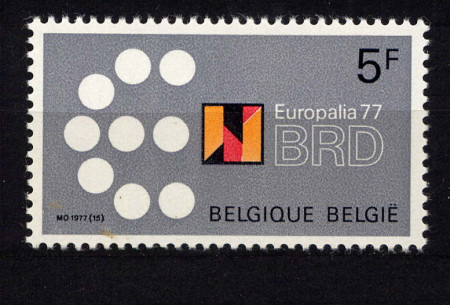 5F
Europalia 77
BRD
MO 1977 (15)
BELGIQUE BELGIË